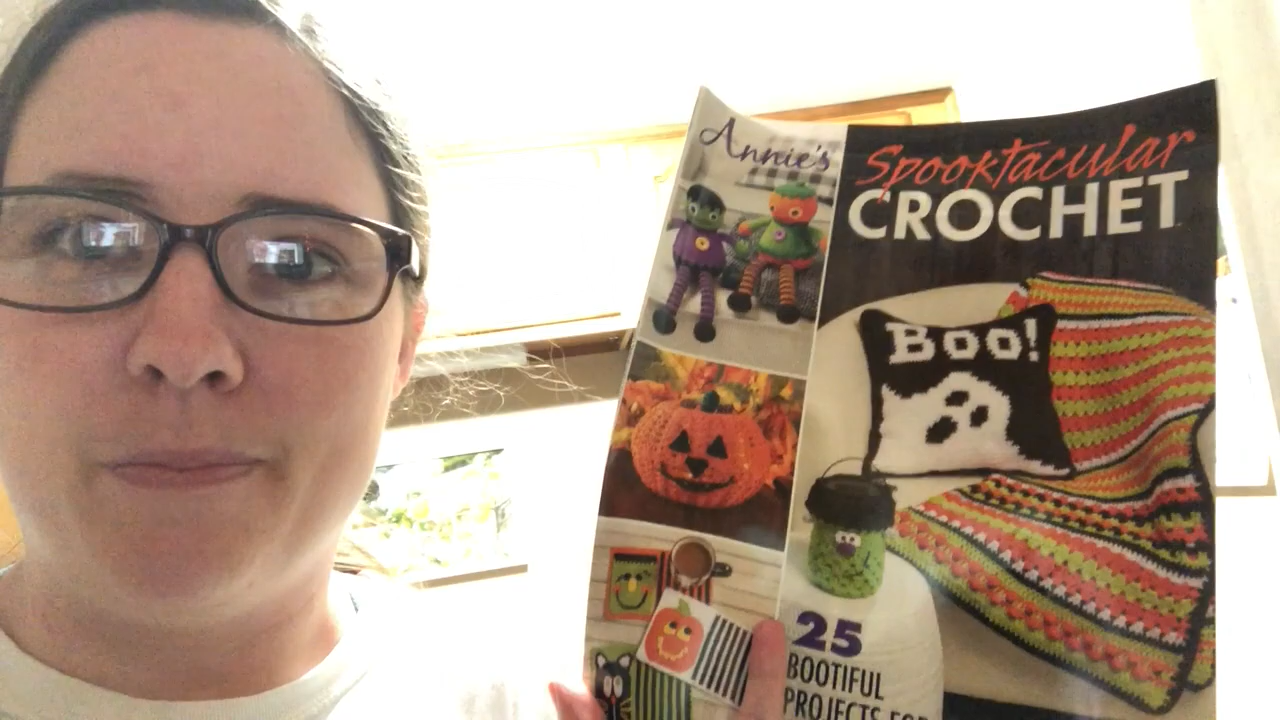 Annie's
Spooktacular
CROCHET
Boo!
25
BOOTIFUL
PROJECTS FOR